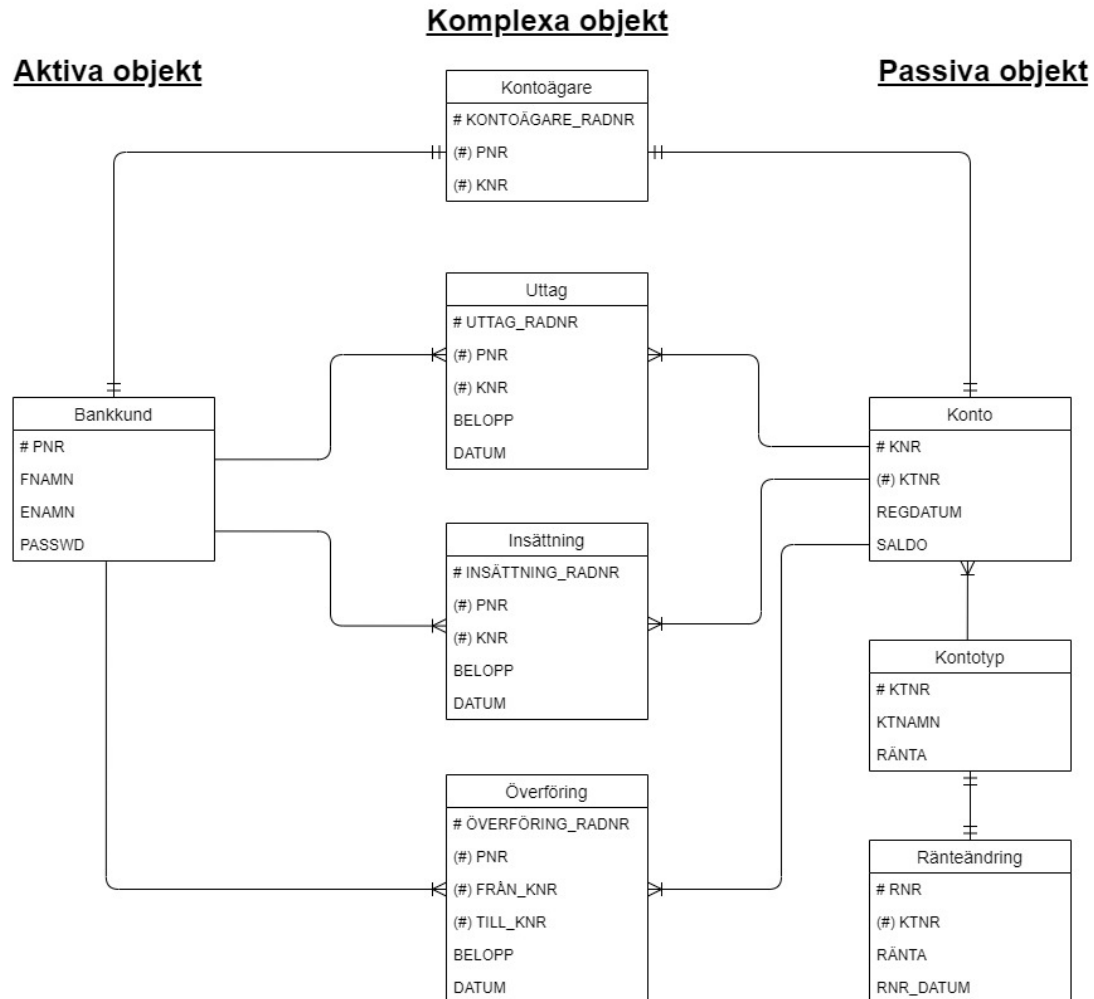 Komplexa objekt
Aktiva objekt
Passiva objekt
Kontoägare
# KONTOÄGARE_RADNR
(#) PNR
(#) KNR
Uttag
# UTTAG_RADNR
(#) PNR
(#) KNR
BELOPP
DATUM
Bankkund
# PNR
FNAMN
ENAMN
PASSWD
Konto
# KNR
(#) KTNR
REGDATUM
SALDO
Insättning
# INSÄTTNING_RADNR
(#) PNR
(#) KNR
BELOPP
DATUM
Kontotyp
# KTNR
KTNAMN
RÄNTA
Överföring
# ÖVERFÖRING_RADNR
(#) PNR
(#) FRÅN_KNR
(#) TILL_KNR
BELOPP
DATUM
Ränteändring
# RNR
(#) KTNR
RÄNTA
RNR_DATUM